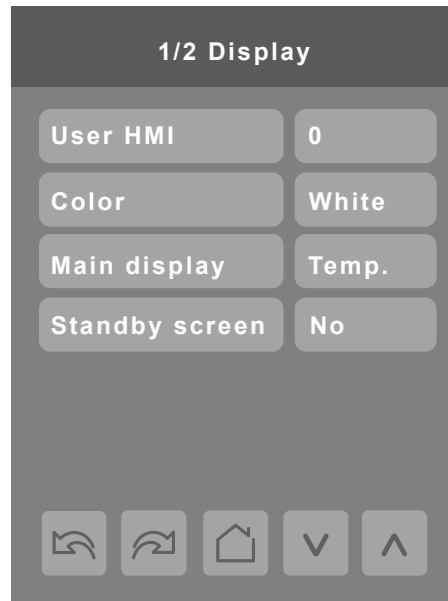 1/2 Display
User HMI 0
Color White
Main display Temp.
Standby screen No